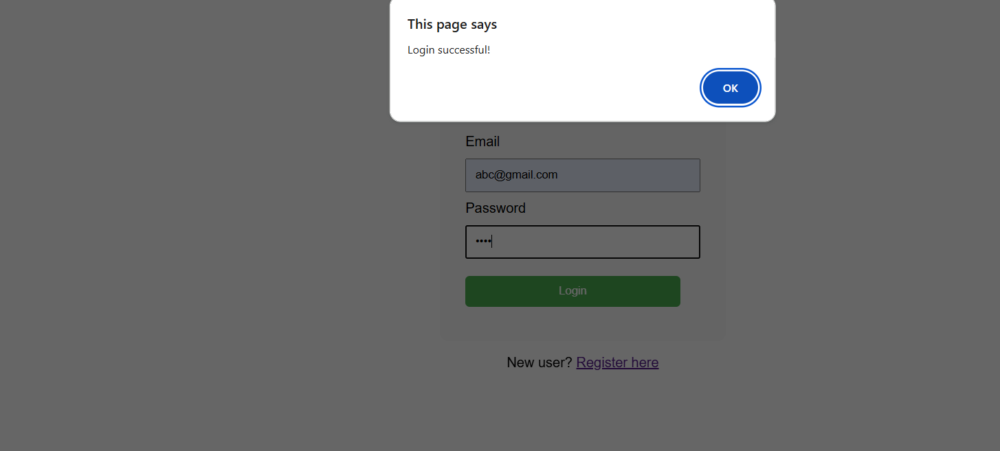 This page says
Login successful!
OK
Email
abc@gmail.com
Password
••••
Login
New user? Register here